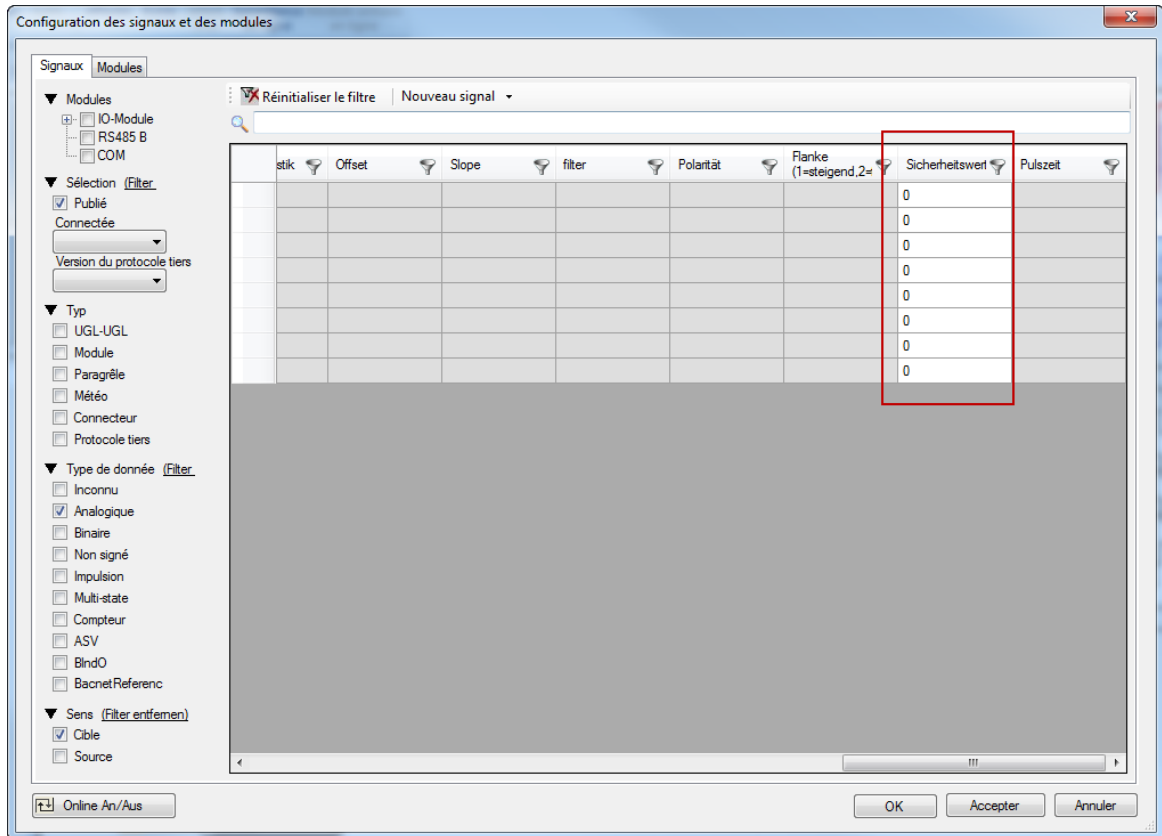 Configuration des signaux et des modules
Signaux Modules
Modules
IO-Module
RS485 B
COM
Sélection (Filter
Publié
Connectée
Version du protocole tiers
Typ
UGL-UGL
Module
Paragrêle
Météo
Connecteur
Protocole tiers
Type de donnée (Filter
Inconnu
Analogique
Binaire
Non signé
Impulsion
Multi-state
Compteur
ASV
BIndO
BacnetReferenc
Sens (Filter entfernen)
Cible
Source
Réinitialiser le filtre Nouveau signal
stik Offset Slope filter Polarität Flanke (1=steigend,2= Sicherheitswert Pulszeit
0
0
0
0
0
0
0
0
Online An/Aus OK Accepter Annuler